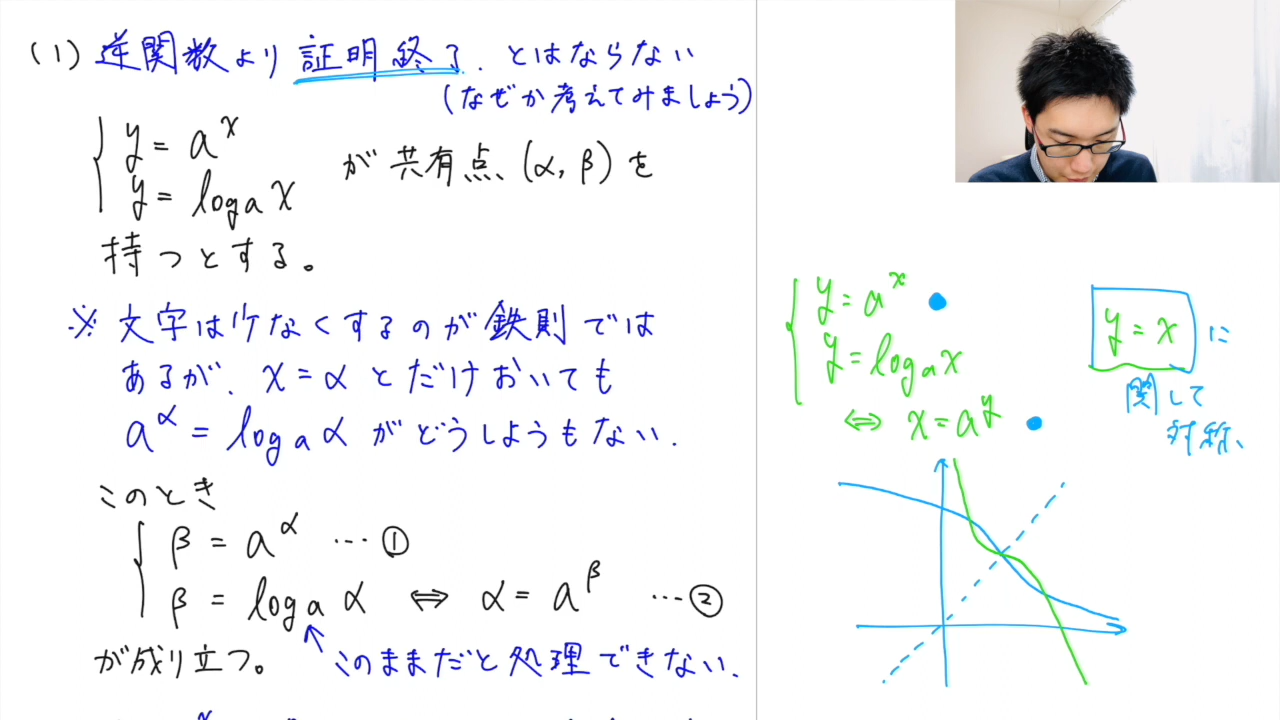 (1) 逆関数より証明終了. とはならない
(なぜか考えてみましょう)
y = a^x
y = log_a x
が共有点 (α, β) を
持つとする。
※ 文字は少なくするのが鉄則では
あるが、x = α とだけおいても
a^α = log_a α がどうしようもない.
このとき
β = a^α … ①
β = log_a α ⇔ α = a^β … ②
が成り立つ。
このままだと処理できない.
y = a^x
y = log_a x
⇔ x = a^y
y = x に
関して
対称、